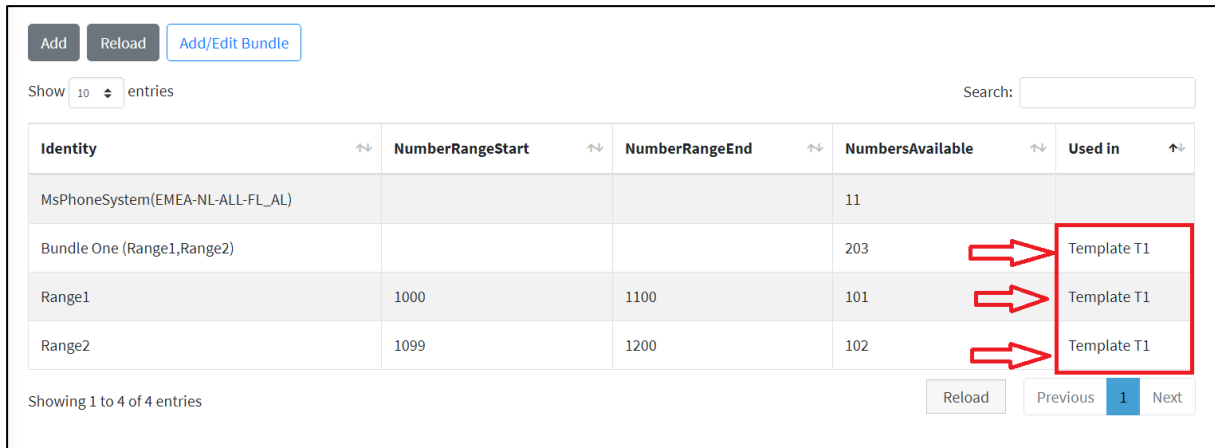 Add Reload Add/Edit Bundle
Show 10 entries Search:
Identity NumberRangeStart NumberRangeEnd NumbersAvailable Used in
MsPhoneSystem(EMEA-NL-ALL-FL_AL) 11
Bundle One (Range1,Range2) 203 Template T1
Range1 1000 1100 101 Template T1
Range2 1099 1200 102 Template T1
Showing 1 to 4 of 4 entries Reload Previous 1 Next